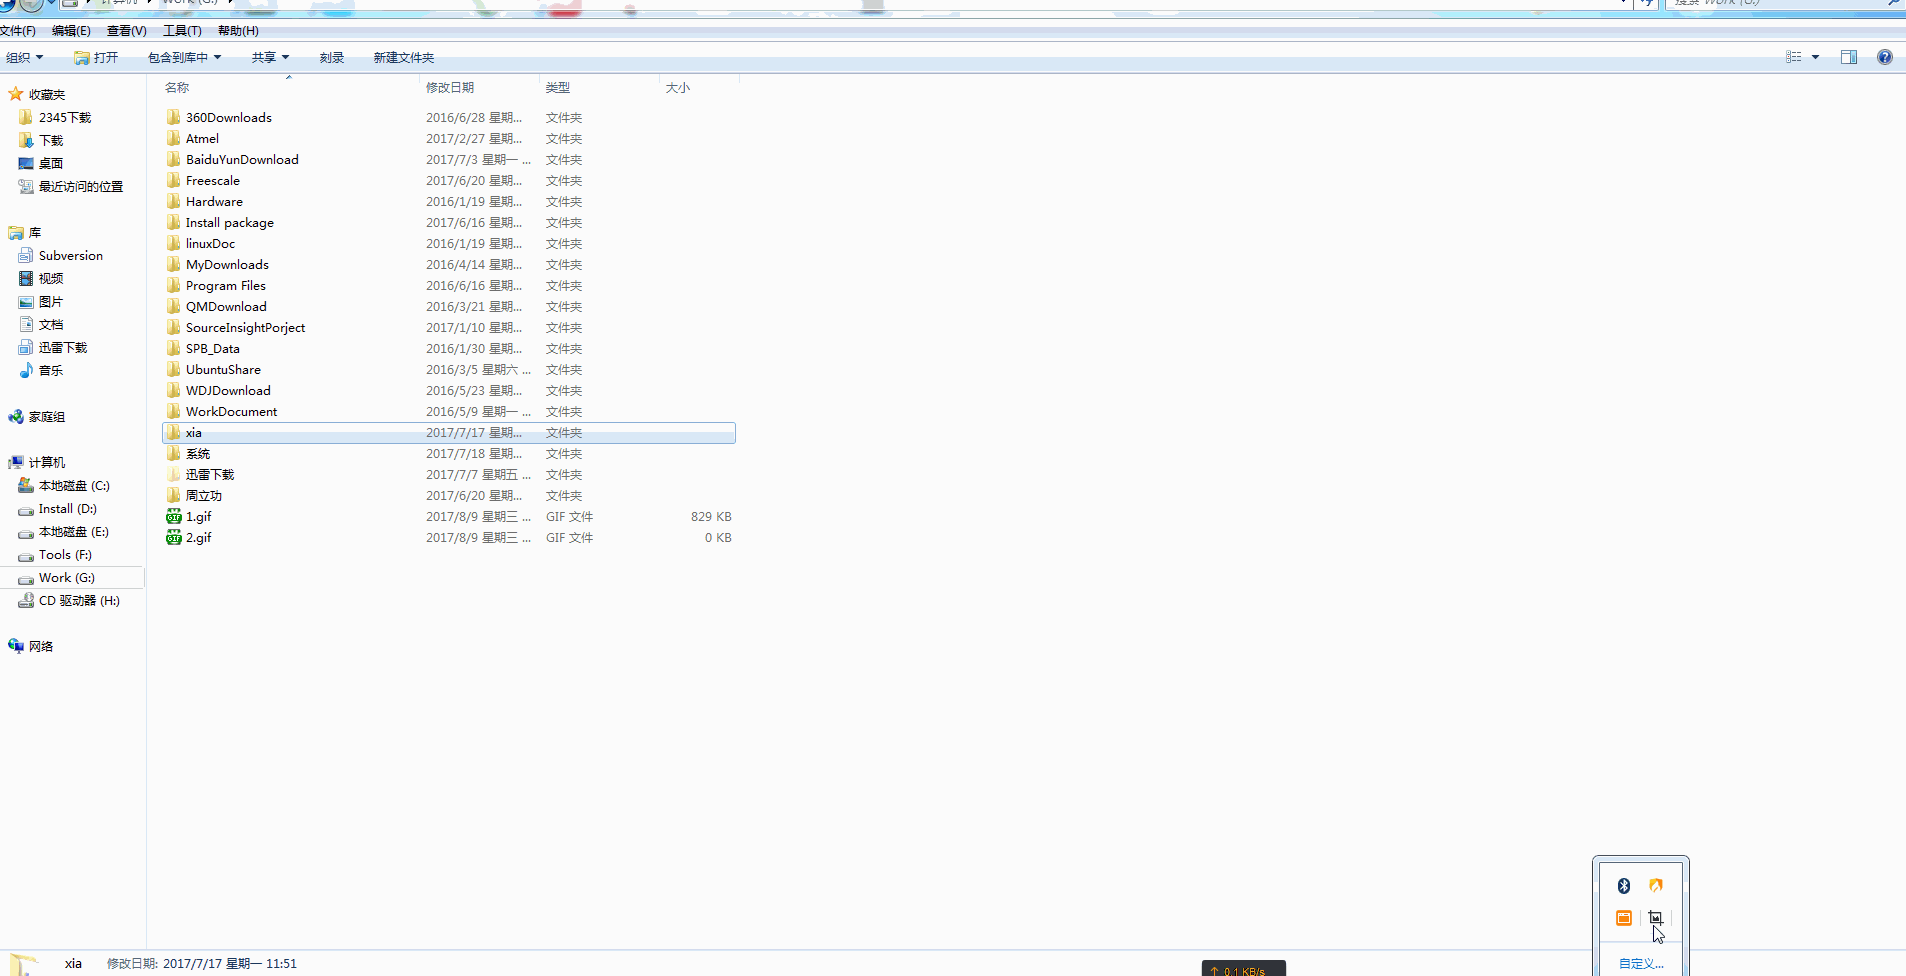 计算机 Work (G:) 搜索 Work (G:)
文件(F) 编辑(E) 查看(V) 工具(T) 帮助(H)
组织 打开 包含到库中 共享 刻录 新建文件夹
收藏夹
2345下载
下载
桌面
最近访问的位置
库
Subversion
视频
图片
文档
迅雷下载
音乐
家庭组
计算机
本地磁盘 (C:)
Install (D:)
本地磁盘 (E:)
Tools (F:)
Work (G:)
CD 驱动器 (H:)
网络
名称 修改日期 类型 大小
360Downloads 2016/6/28 星期... 文件夹
Atmel 2017/2/27 星期... 文件夹
BaiduYunDownload 2017/7/3 星期一 ... 文件夹
Freescale 2017/6/20 星期... 文件夹
Hardware 2016/1/19 星期... 文件夹
Install package 2017/6/16 星期... 文件夹
linuxDoc 2016/1/19 星期... 文件夹
MyDownloads 2016/4/14 星期... 文件夹
Program Files 2016/6/16 星期... 文件夹
QMDownload 2016/3/21 星期... 文件夹
SourceInsightPorject 2017/1/10 星期... 文件夹
SPB_Data 2016/1/30 星期... 文件夹
UbuntuShare 2016/3/5 星期六 ... 文件夹
WDJDownload 2016/5/23 星期... 文件夹
WorkDocument 2016/5/9 星期一 ... 文件夹
xia 2017/7/17 星期... 文件夹
系统 2017/7/18 星期... 文件夹
迅雷下载 2017/7/7 星期五 ... 文件夹
周立功 2017/6/20 星期... 文件夹
1.gif 2017/8/9 星期三 ... GIF 文件 829 KB
2.gif 2017/8/9 星期三 ... GIF 文件 0 KB
自定义...
xia 修改日期: 2017/7/17 星期一 11:51
↑ 0.1 KB/s